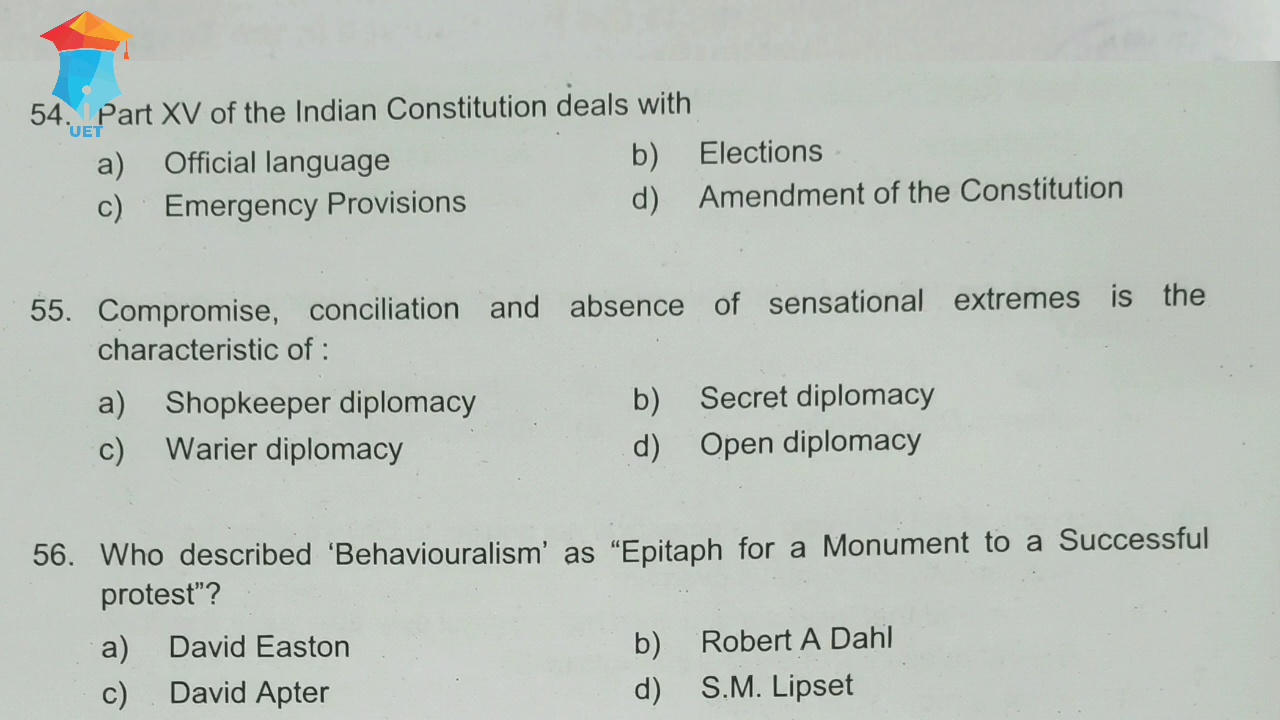 UET
54. Part XV of the Indian Constitution deals with
a) Official language b) Elections
c) Emergency Provisions d) Amendment of the Constitution
55. Compromise, conciliation and absence of sensational extremes is the
characteristic of :
a) Shopkeeper diplomacy b) Secret diplomacy
c) Warier diplomacy d) Open diplomacy
56. Who described ‘Behaviouralism’ as “Epitaph for a Monument to a Successful
protest”?
a) David Easton b) Robert A Dahl
c) David Apter d) S.M. Lipset